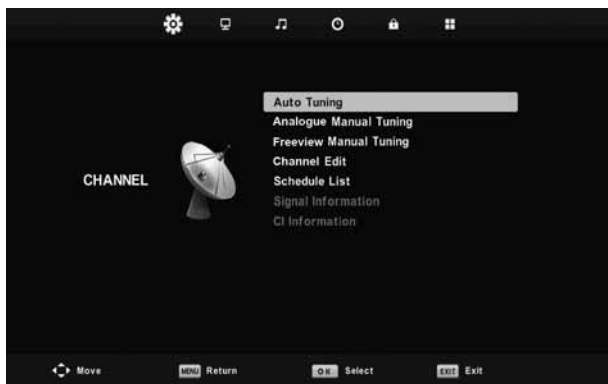 Auto Tuning
Analogue Manual Tuning
Freeview Manual Tuning
Channel Edit
CHANNEL
Schedule List
Signal Information
CI Information
Move
MENU Return
OK Select
EXIT Exit